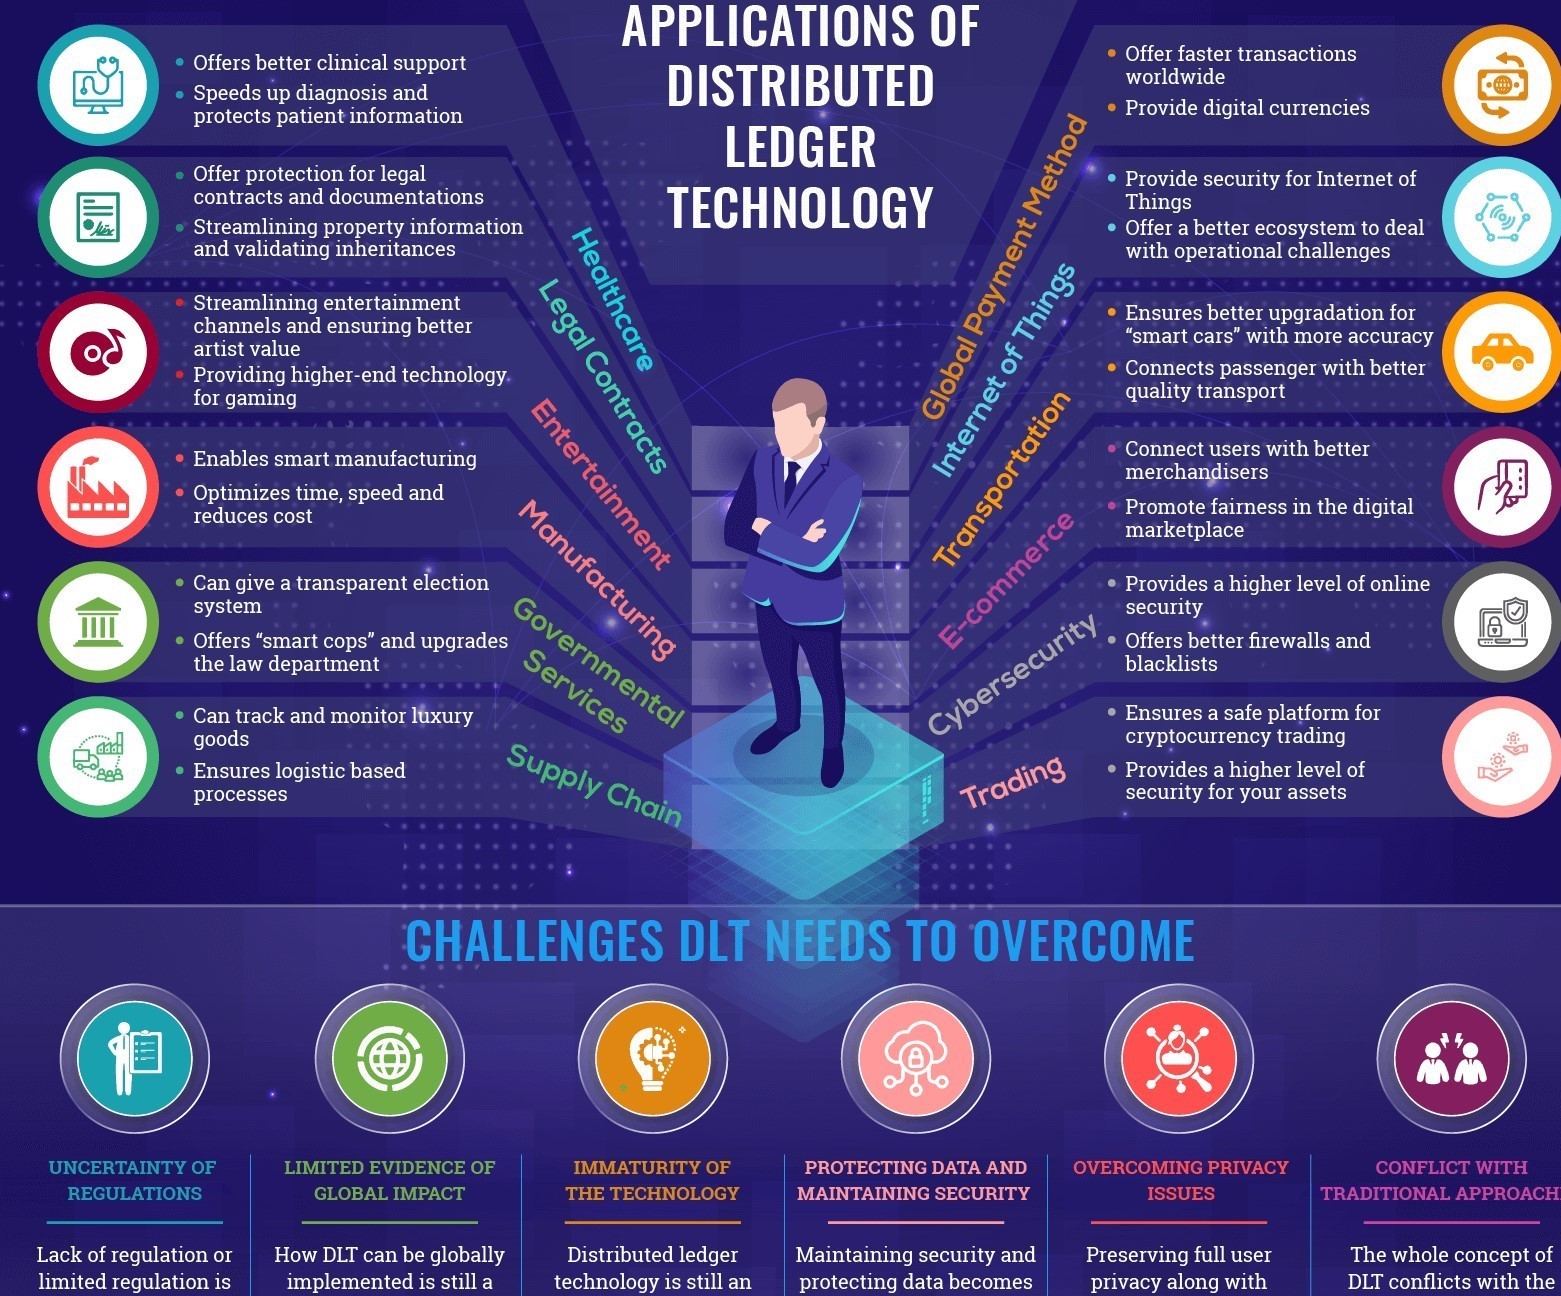 APPLICATIONS OF
DISTRIBUTED
LEDGER
TECHNOLOGY
Offers better clinical support
Speeds up diagnosis and
protects patient information
Healthcare
Offer protection for legal
contracts and documentations
Streamlining property information
and validating inheritances
Legal Contracts
Streamlining entertainment
channels and ensuring better
artist value
Providing higher-end technology
for gaming
Entertainment
Enables smart manufacturing
Optimizes time, speed and
reduces cost
Manufacturing
Can give a transparent election
system
Offers “smart cops” and upgrades
the law department
Governmental
Services
Can track and monitor luxury
goods
Ensures logistic based
processes
Supply Chain
Offer faster transactions
worldwide
Provide digital currencies
Global Payment Method
Provide security for Internet of
Things
Offer a better ecosystem to deal
with operational challenges
Internet of Things
Ensures better upgradation for
“smart cars” with more accuracy
Connects passenger with better
quality transport
Transportation
Connect users with better
merchandisers
Promote fairness in the digital
marketplace
E-commerce
Provides a higher level of online
security
Offers better firewalls and
blacklists
Cybersecurity
Ensures a safe platform for
cryptocurrency trading
Provides a higher level of
security for your assets
Trading
CHALLENGES DLT NEEDS TO OVERCOME
UNCERTAINTY OF
REGULATIONS
Lack of regulation or
limited regulation is
LIMITED EVIDENCE OF
GLOBAL IMPACT
How DLT can be globally
implemented is still a
IMMATURITY OF
THE TECHNOLOGY
Distributed ledger
technology is still an
PROTECTING DATA AND
MAINTAINING SECURITY
Maintaining security and
protecting data becomes
OVERCOMING PRIVACY
ISSUES
Preserving full user
privacy along with
CONFLICT WITH
TRADITIONAL APPROACH
The whole concept of
DLT conflicts with the